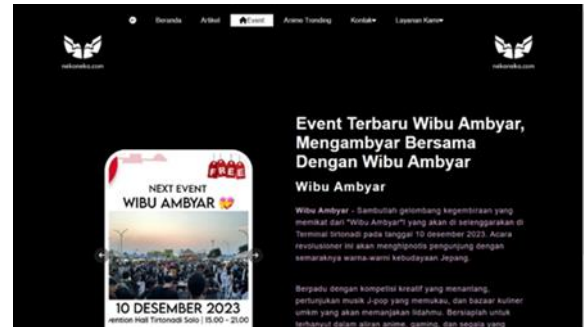 Beranda Artikel Event Anime Trending Kontak Layanan Kami
nekoneko.com
nekoneko.com
Event Terbaru Wibu Ambyar,
Mengambyar Bersama
Dengan Wibu Ambyar
Wibu Ambyar
Wibu Ambyar - Sambutlah gelombang kegembiraan yang
memikat dari "Wibu Ambyar"! yang akan di selenggarakan di
Terminal tirtonadi pada tanggal 10 desember 2023. Acara
revolusioner ini akan menghipnotis pengunjung dengan
semaraknya warna-warni kebudayaan Jepang.
Berpadu dengan kompetisi kreatif yang menantang,
pertunjukan musik J-pop yang memukau, dan bazaar kuliner
umkm yang akan memanjakan lidahmu. Bersiaplah untuk
terhanyut dalam aliran anime, gaming, dan segala yang
FREE
NEXT EVENT
WIBU AMBYAR
10 DESEMBER 2023
vention Hall Tirtonadi Solo | 15.00 - 21.00